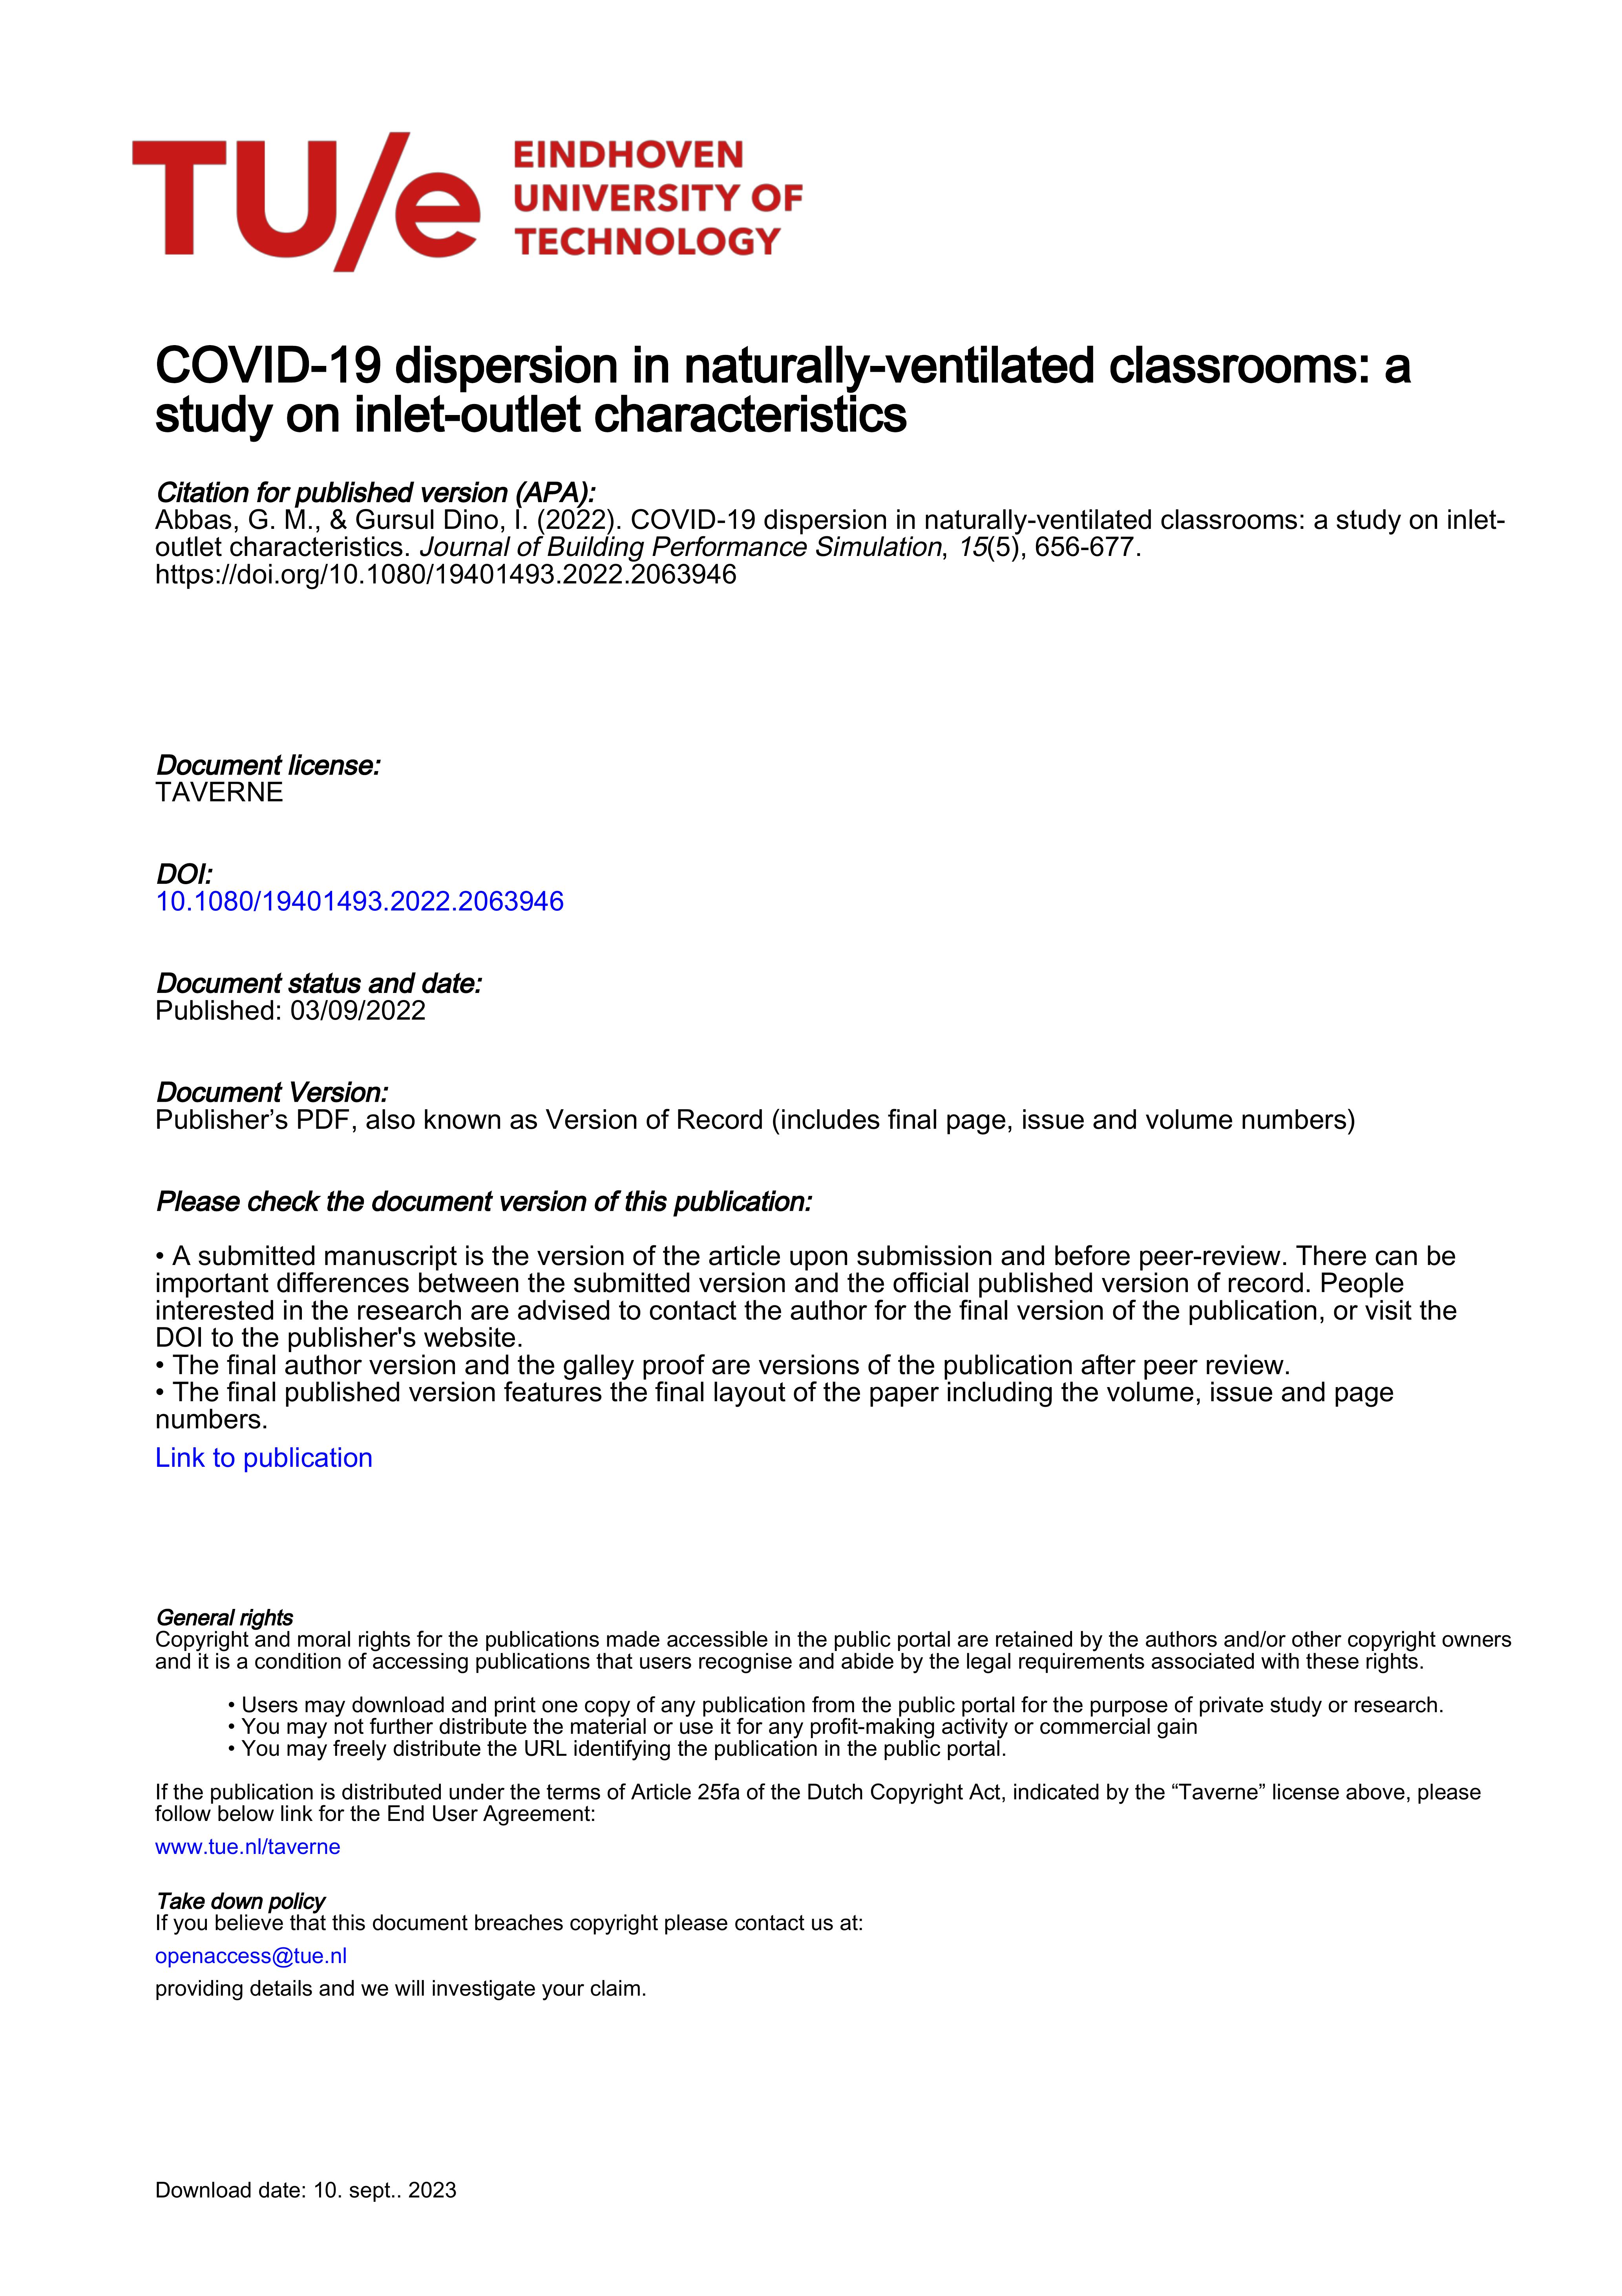 TU/e
EINDHOVEN
UNIVERSITY OF
TECHNOLOGY
COVID-19 dispersion in naturally-ventilated classrooms: a
study on inlet-outlet characteristics
Citation for published version (APA):
Abbas, G. M., & Gursul Dino, I. (2022). COVID-19 dispersion in naturally-ventilated classrooms: a study on inlet-
outlet characteristics. Journal of Building Performance Simulation, 15(5), 656-677.
https://doi.org/10.1080/19401493.2022.2063946
Document license:
TAVERNE
DOI:
10.1080/19401493.2022.2063946
Document status and date:
Published: 03/09/2022
Document Version:
Publisher’s PDF, also known as Version of Record (includes final page, issue and volume numbers)
Please check the document version of this publication:
• A submitted manuscript is the version of the article upon submission and before peer-review. There can be
important differences between the submitted version and the official published version of record. People
interested in the research are advised to contact the author for the final version of the publication, or visit the
DOI to the publisher's website.
• The final author version and the galley proof are versions of the publication after peer review.
• The final published version features the final layout of the paper including the volume, issue and page
numbers.
Link to publication
General rights
Copyright and moral rights for the publications made accessible in the public portal are retained by the authors and/or other copyright owners
and it is a condition of accessing publications that users recognise and abide by the legal requirements associated with these rights.
• Users may download and print one copy of any publication from the public portal for the purpose of private study or research.
• You may not further distribute the material or use it for any profit-making activity or commercial gain
• You may freely distribute the URL identifying the publication in the public portal.
If the publication is distributed under the terms of Article 25fa of the Dutch Copyright Act, indicated by the “Taverne” license above, please
follow below link for the End User Agreement:
www.tue.nl/taverne
Take down policy
If you believe that this document breaches copyright please contact us at:
openaccess@tue.nl
providing details and we will investigate your claim.
Download date: 10. sept.. 2023